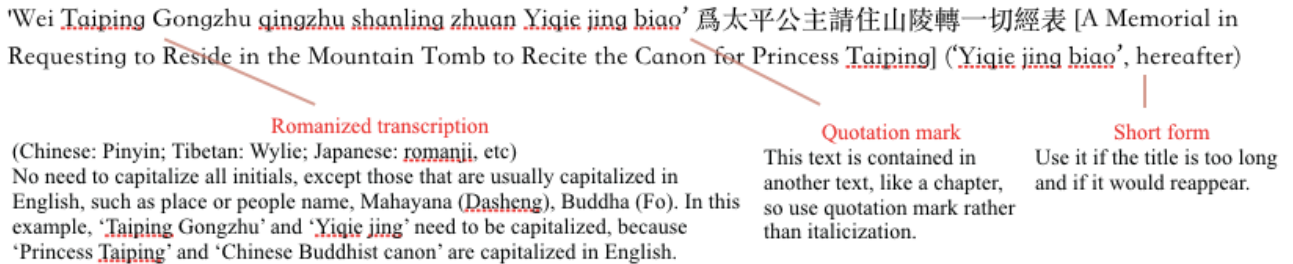 'Wei Taiping Gongzhu qingzhu shanling zhuan Yiqie jing biao’ 爲太平公主請住山陵轉一切經表 [A Memorial in
Requesting to Reside in the Mountain Tomb to Recite the Canon for Princess Taiping] (‘Yiqie jing biao’, hereafter)
Romanized transcription
(Chinese: Pinyin; Tibetan: Wylie; Japanese: romanji, etc)
No need to capitalize all initials, except those that are usually capitalized in
English, such as place or people name, Mahayana (Dasheng), Buddha (Fo). In this
example, ‘Taiping Gongzhu’ and ‘Yiqie jing’ need to be capitalized, because
‘Princess Taiping’ and ‘Chinese Buddhist canon’ are capitalized in English.
Quotation mark
This text is contained in
another text, like a chapter,
so use quotation mark rather
than italicization.
Short form
Use it if the title is too long
and if it would reappear.